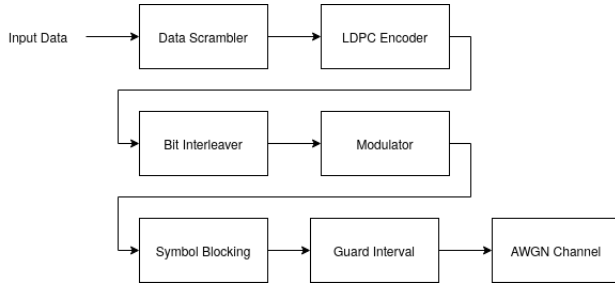 Input Data
Data Scrambler
LDPC Encoder
Bit Interleaver
Modulator
Symbol Blocking
Guard Interval
AWGN Channel